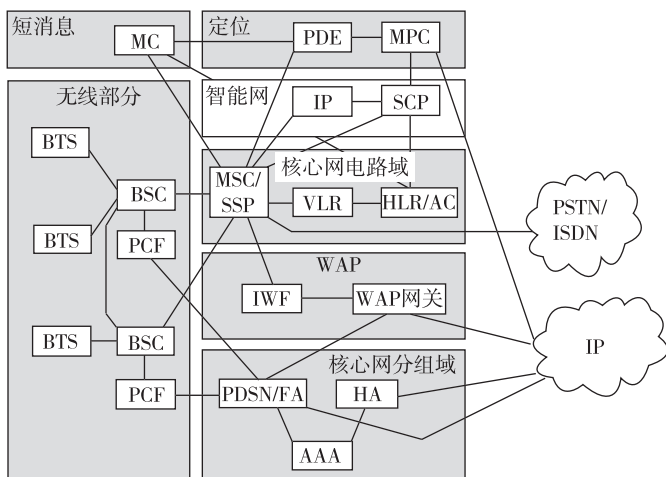 短消息
MC
定位
PDE
MPC
智能网
IP
SCP
无线部分
BTS
BSC
BTS
PCF
BTS
BSC
PCF
核心网电路域
MSC/
SSP
VLR
HLR/AC
PSTN/
ISDN
WAP
IWF
WAP网关
IP
核心网分组域
PDSN/FA
HA
AAA